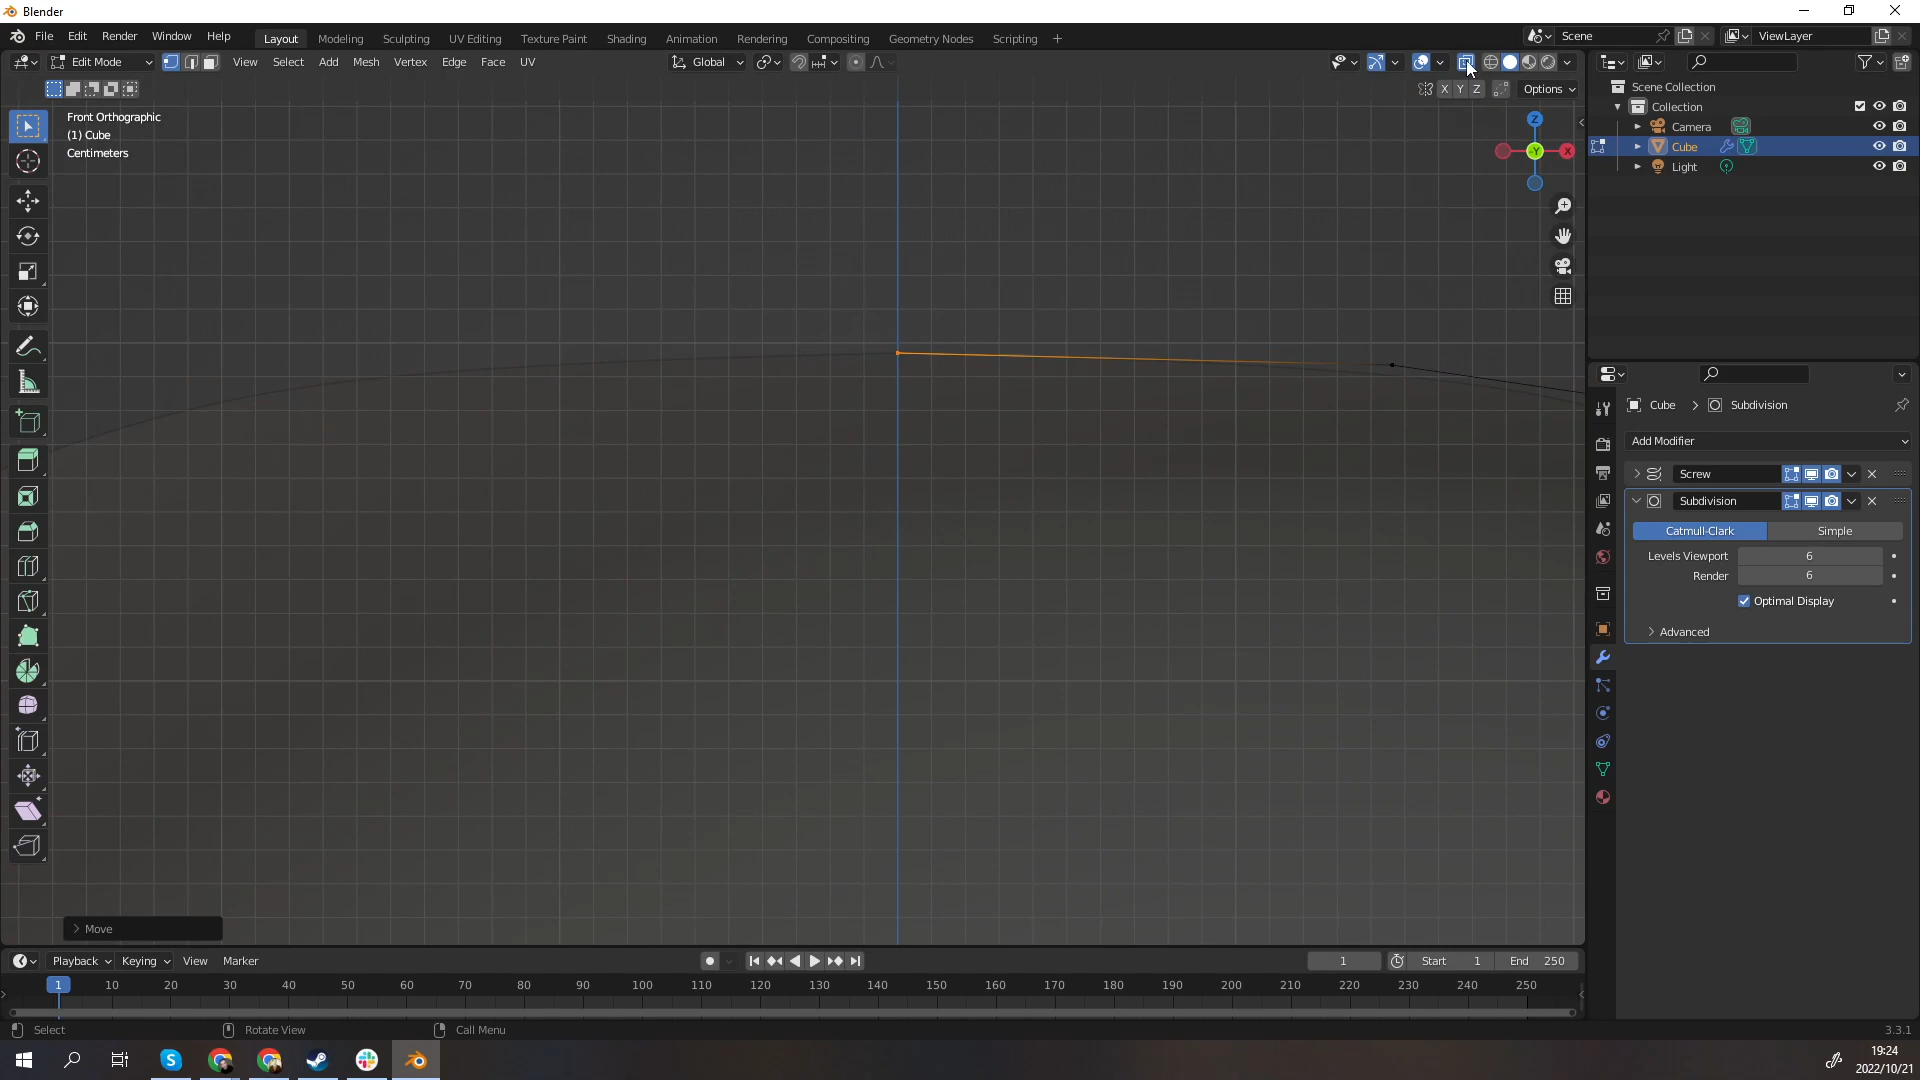 Blender
File Edit Render Window Help
Layout Modeling Sculpting UV Editing Texture Paint Shading Animation Rendering Compositing Geometry Nodes Scripting +
Scene
ViewLayer
Edit Mode View Select Add Mesh Vertex Edge Face UV
Global
X Y Z Options
Front Orthographic
(1) Cube
Centimeters
Z
-Y
X
Scene Collection
Collection
Camera
Cube
Light
Cube > Subdivision
Add Modifier
Screw
Subdivision
Catmull-Clark Simple
Levels Viewport 6
Render 6
Optimal Display
Advanced
Move
Playback Keying View Marker
1 Start 1 End 250
1 10 20 30 40 50 60 70 80 90 100 110 120 130 140 150 160 170 180 190 200 210 220 230 240 250
Select Rotate View Call Menu 3.3.1
19:24
2022/10/21